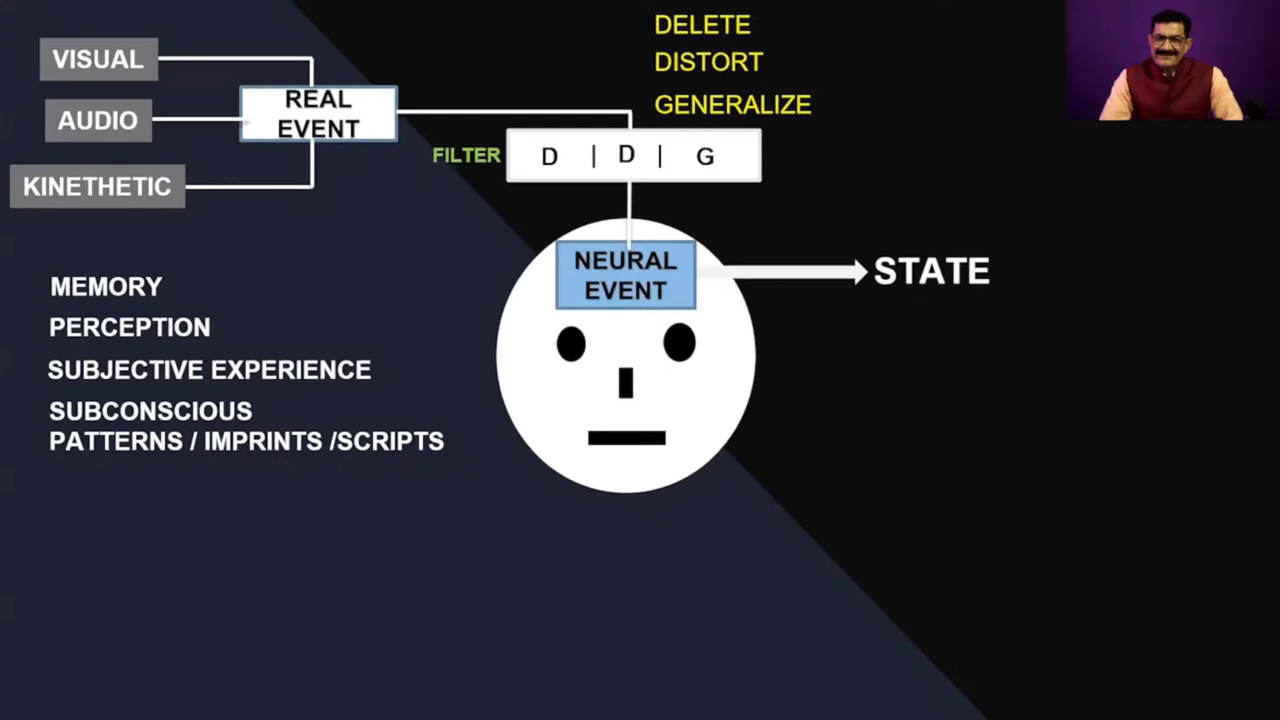 VISUAL
AUDIO
KINETHETIC
REAL
EVENT
DELETE
DISTORT
GENERALIZE
FILTER
D | D | G
NEURAL
EVENT
STATE
MEMORY
PERCEPTION
SUBJECTIVE EXPERIENCE
SUBCONSCIOUS
PATTERNS / IMPRINTS /SCRIPTS